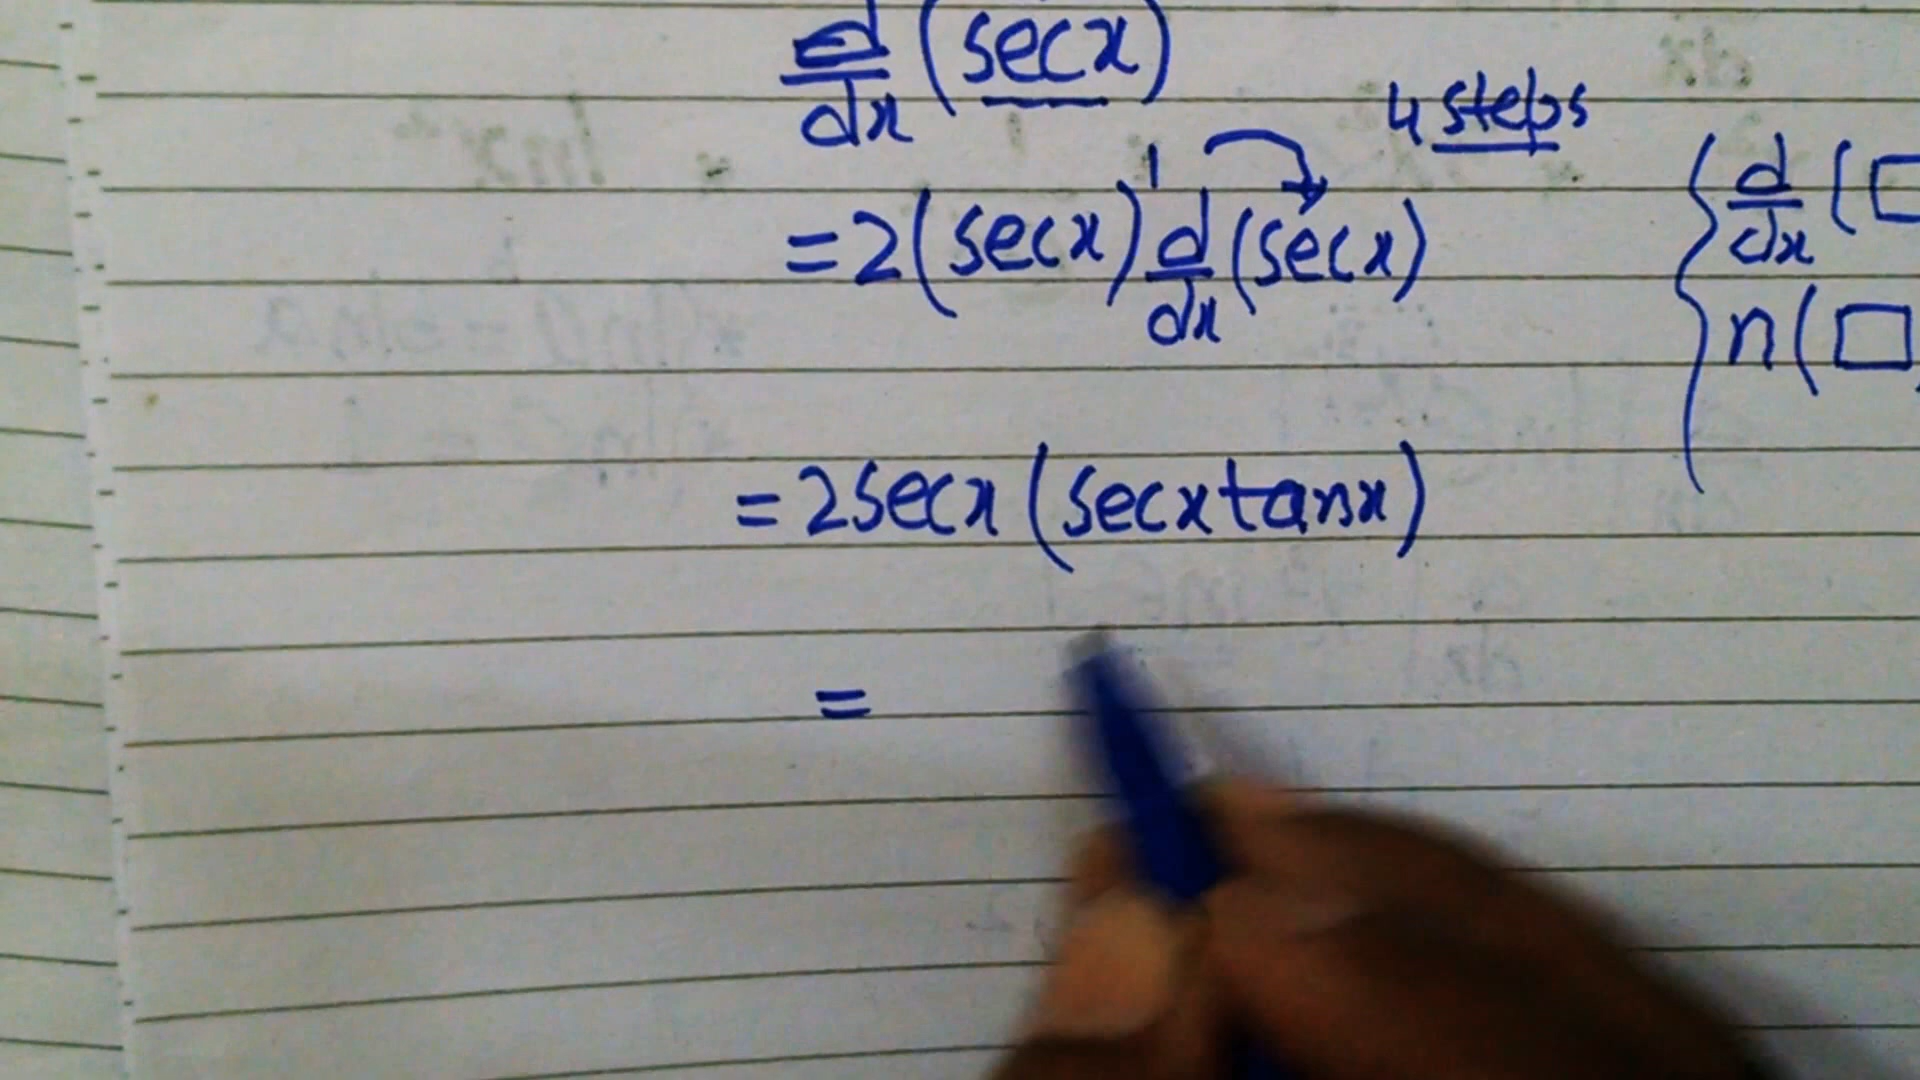 d/dx (secx)
4 steps
= 2(secx)¹ d/dx (secx)
{ d/dx (□
n(□
= 2secx (secxtanx)
=